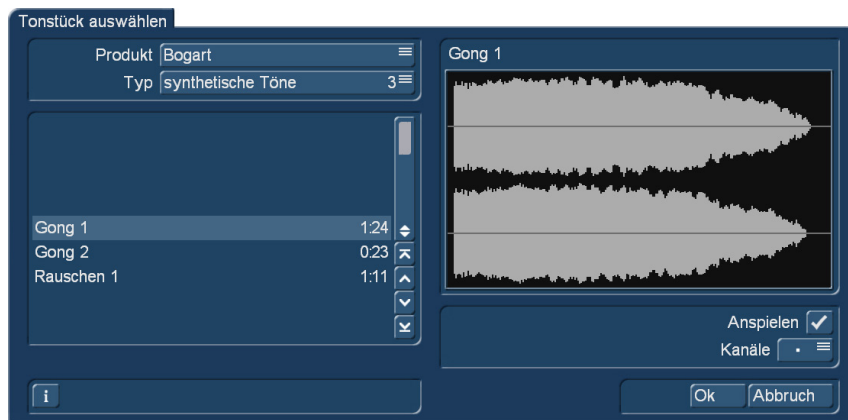 Tonstück auswählen
Produkt Bogart
Typ synthetische Töne 3
Gong 1 1:24
Gong 2 0:23
Rauschen 1 1:11
Gong 1
Anspielen
Kanäle
i
Ok Abbruch